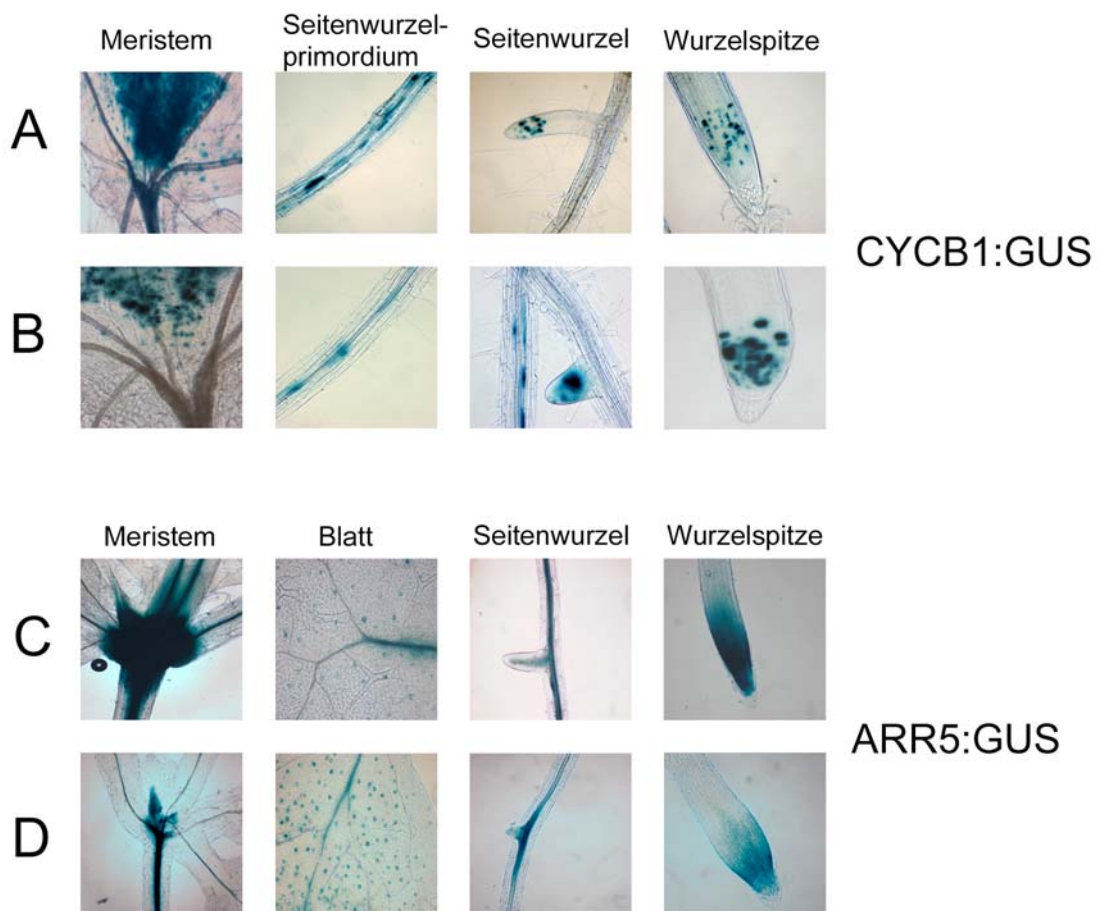 Meristem
Seitenwurzel-
primordium
Seitenwurzel
Wurzelspitze
A
B
CYCB1:GUS
Meristem
Blatt
Seitenwurzel
Wurzelspitze
C
D
ARR5:GUS